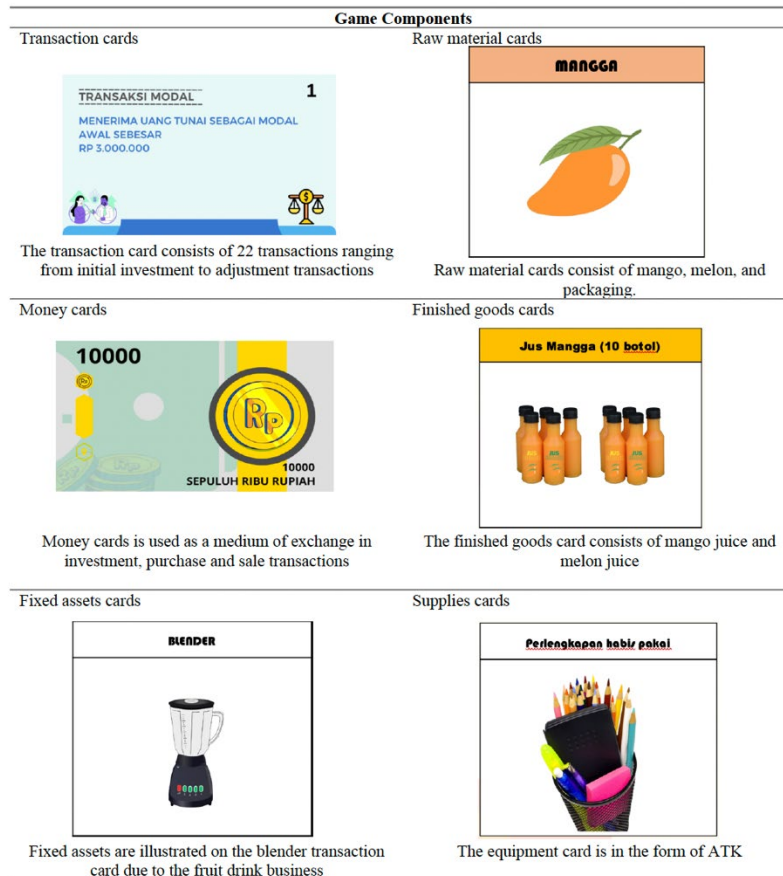 Game Components
Transaction cards
TRANSAKSI MODAL
1
MENERIMA UANG TUNAI SEBAGAI MODAL
AWAL SEBESAR
RP 3.000.000
The transaction card consists of 22 transactions ranging
from initial investment to adjustment transactions
Raw material cards
MANGGA
Raw material cards consist of mango, melon, and
packaging.
Money cards
10000
RP
10000
SEPULUH RIBU RUPIAH
Money cards is used as a medium of exchange in
investment, purchase and sale transactions
Finished goods cards
Jus Mangga (10 botol)
JUS
JUS
The finished goods card consists of mango juice and
melon juice
Fixed assets cards
BLENDER
Fixed assets are illustrated on the blender transaction
card due to the fruit drink business
Supplies cards
Perlengkapan habis pakai
The equipment card is in the form of ATK